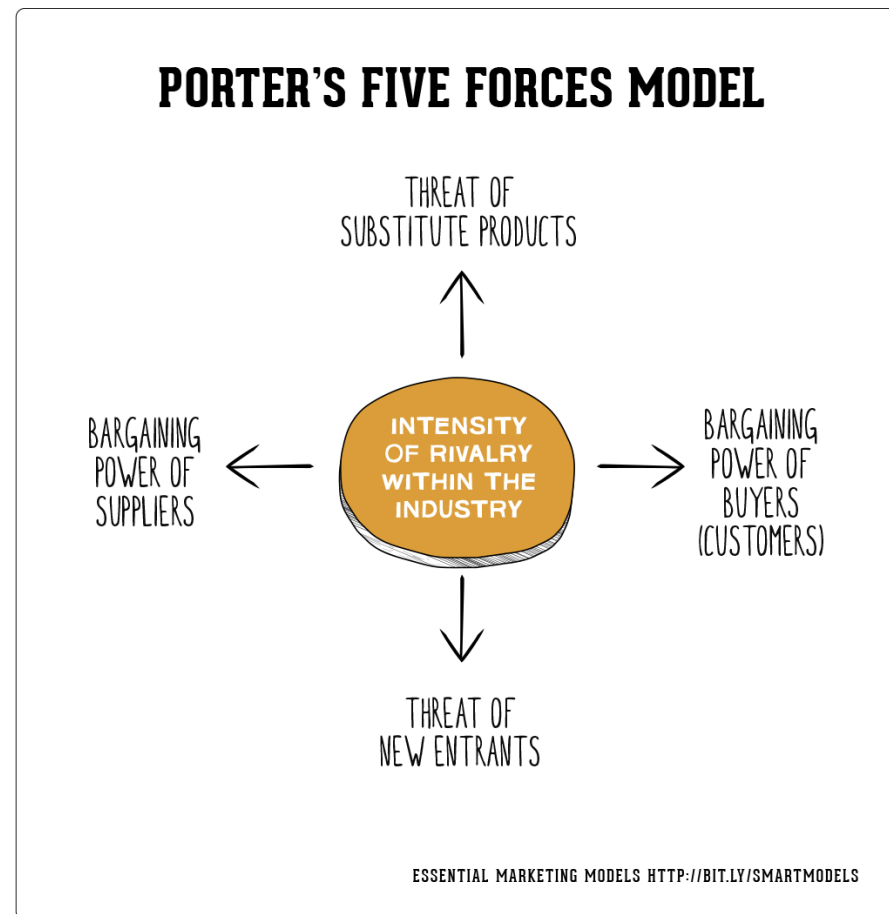 PORTER'S FIVE FORCES MODEL
THREAT OF
SUBSTITUTE PRODUCTS
BARGAINING
POWER OF
SUPPLIERS
INTENSITY
OF RIVALRY
WITHIN THE
INDUSTRY
BARGAINING
POWER OF
BUYERS
(CUSTOMERS)
THREAT OF
NEW ENTRANTS
ESSENTIAL MARKETING MODELS HTTP://BIT.LY/SMARTMODELS